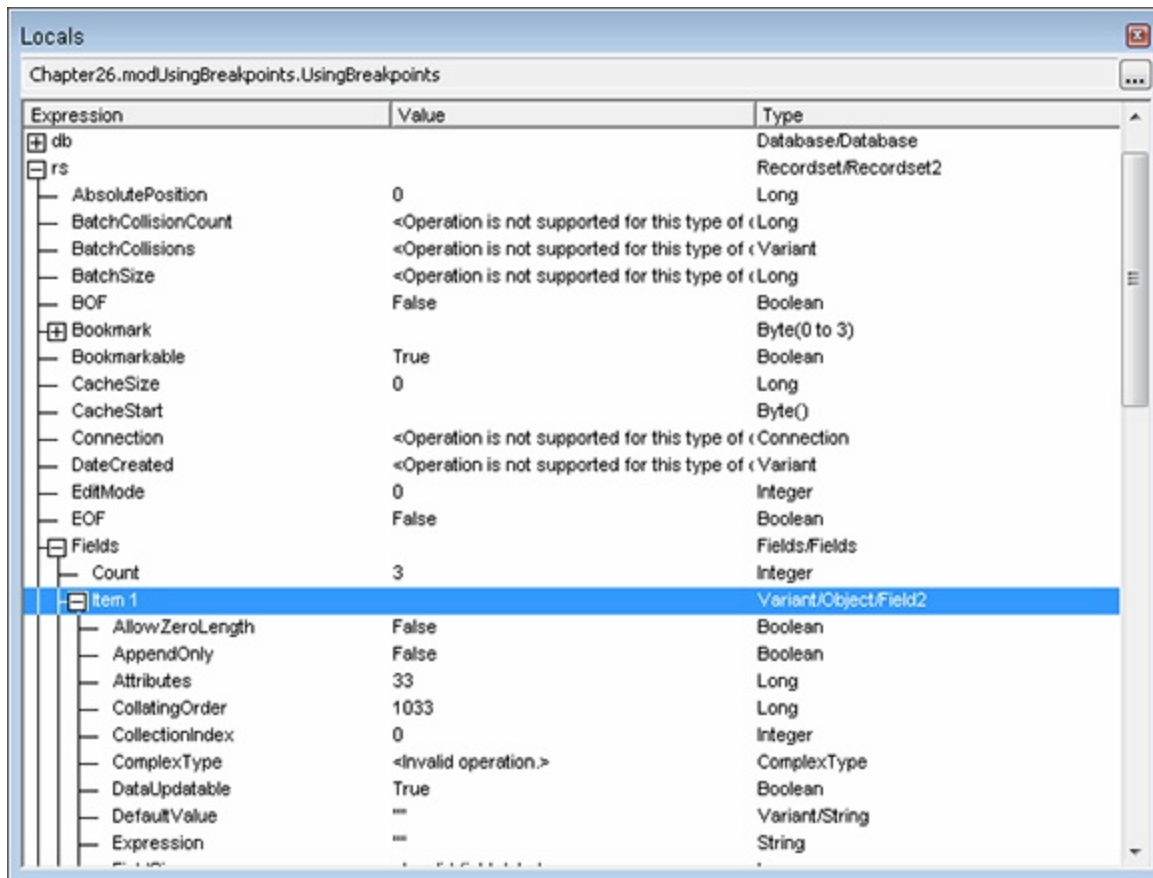 Locals
Chapter26.modUsingBreakpoints.UsingBreakpoints
...
Expression Value Type
db Database/Database
rs Recordset/Recordset2
AbsolutePosition 0 Long
BatchCollisionCount <Operation is not supported for this type of Long
BatchCollisions <Operation is not supported for this type of Variant
BatchSize <Operation is not supported for this type of Long
BOF False Boolean
Bookmark Byte(0 to 3)
Bookmarkable True Boolean
CacheSize 0 Long
CacheStart Byte()
Connection <Operation is not supported for this type of Connection
DateCreated <Operation is not supported for this type of Variant
EditMode 0 Integer
EOF False Boolean
Fields Fields/Fields
Count 3 Integer
Item 1 Variant/Object/Field2
AllowZeroLength False Boolean
AppendOnly False Boolean
Attributes 33 Long
CollatingOrder 1033 Long
CollectionIndex 0 Integer
ComplexType <Invalid operation.> ComplexType
DataUpdatable True Boolean
DefaultValue "" Variant/String
Expression "" String